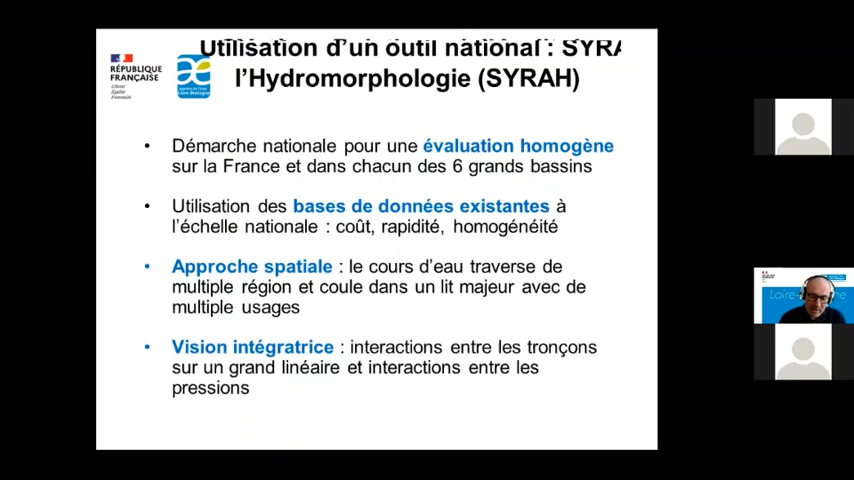 Utilisation d'un outil national : SYRA
l'Hydromorphologie (SYRAH)
RÉPUBLIQUE
FRANÇAISE
Liberté
Égalité
Fraternité
• Démarche nationale pour une évaluation homogène
sur la France et dans chacun des 6 grands bassins
• Utilisation des bases de données existantes à
l'échelle nationale : coût, rapidité, homogénéité
• Approche spatiale : le cours d'eau traverse de
multiple région et coule dans un lit majeur avec de
multiple usages
• Vision intégratrice : interactions entre les tronçons
sur un grand linéaire et interactions entre les
pressions